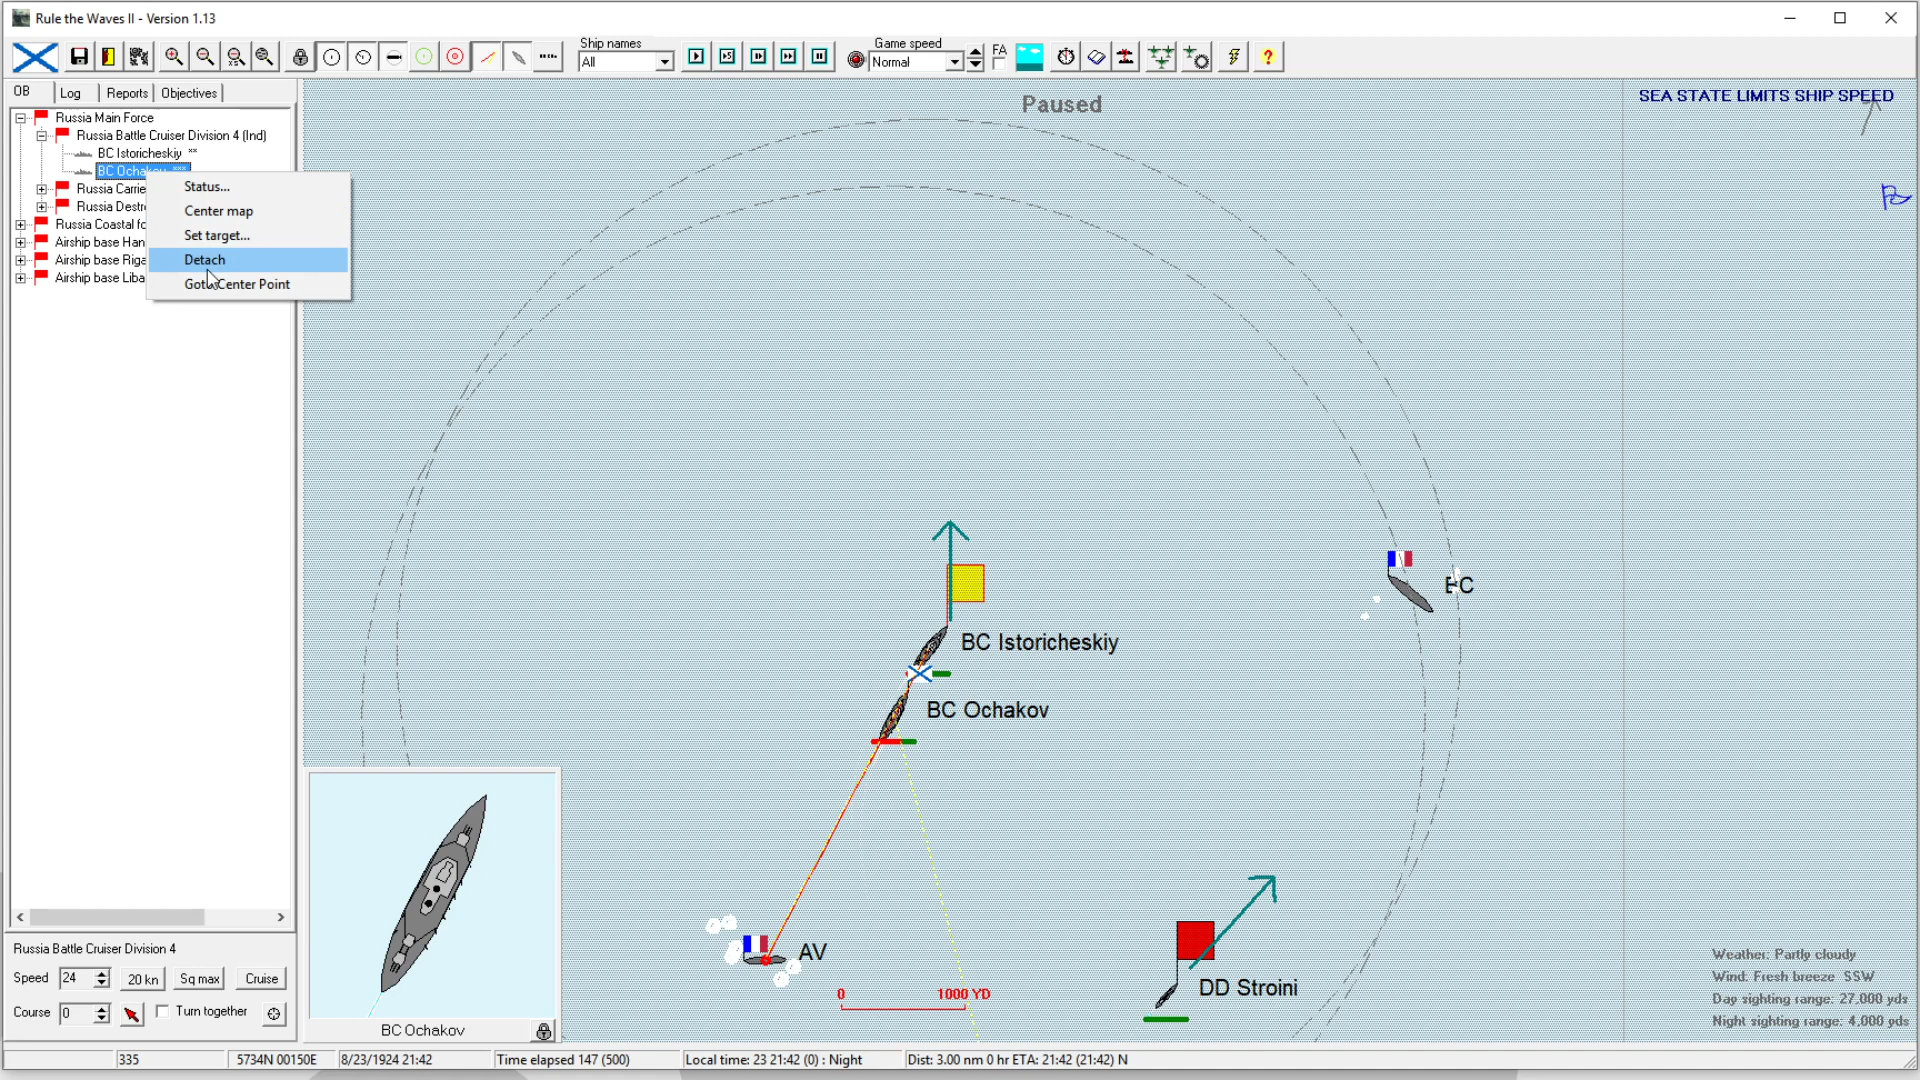 Rule the Waves II - Version 1.13
Ship names
All
Game speed
Normal
FA
OB
Log
Reports
Objectives
Paused
SEA STATE LIMITS SHIP SPEED
Russia Main Force
Russia Battle Cruiser Division 4 (Ind)
BC Istoricheskiy **
BC Ochakov ***
Russia Carrie
Russia Destr
Russia Coastal fo
Airship base Han
Airship base Riga
Airship base Liba
Status...
Center map
Set target...
Detach
Goto Center Point
BC Istoricheskiy
BC Ochakov
AV
DD Stroini
0 1000 YD
BC Ochakov
Russia Battle Cruiser Division 4
Speed 24 20 kn Sq max Cruise
Course 0 Turn together
Weather: Partly cloudy
Wind: Fresh breeze SSW
Day sighting range: 27,000 yds
Night sighting range: 4,000 yds
335 5734N 00150E 8/23/1924 21:42 Time elapsed 147 (500) Local time: 23 21:42 (0) : Night Dist: 3.00 nm 0 hr ETA: 21:42 (21:42) N